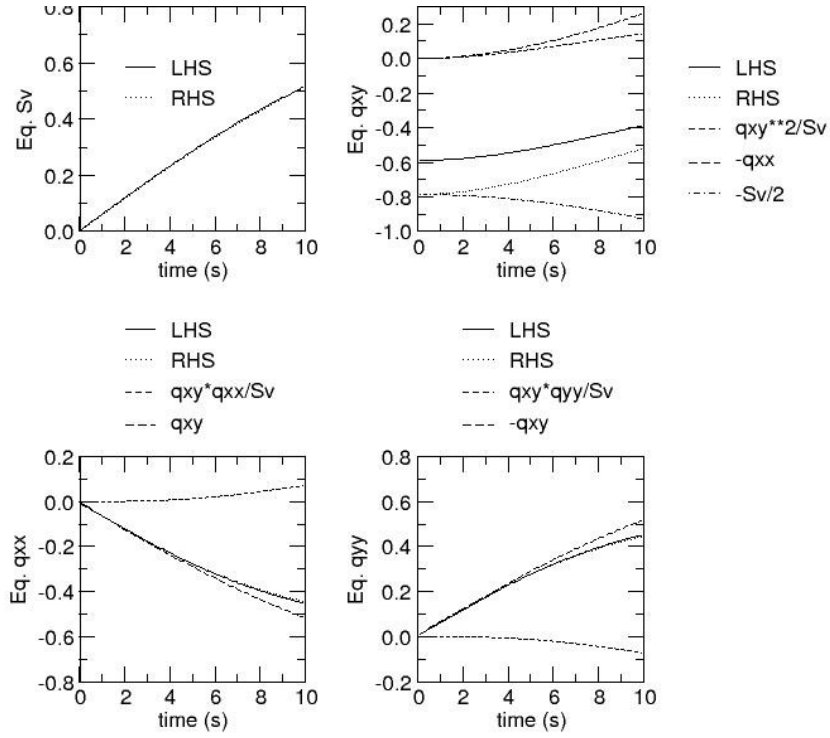 0.8
0.6
0.4
0.2
0.0
Eq. Sv
LHS
RHS
0 2 4 6 8 10
time (s)
0.2
0.0
-0.2
-0.4
-0.6
-0.8
-1.0
Eq. qxy
0 2 4 6 8 10
time (s)
LHS
RHS
qxy**2/Sv
-qxx
-Sv/2
LHS
RHS
qxy*qxx/Sv
qxy
0.2
0.0
-0.2
-0.4
-0.6
-0.8
Eq. qxx
0 2 4 6 8 10
time (s)
LHS
RHS
qxy*qyy/Sv
-qxy
0.8
0.6
0.4
0.2
0.0
-0.2
Eq. qyy
0 2 4 6 8 10
time (s)